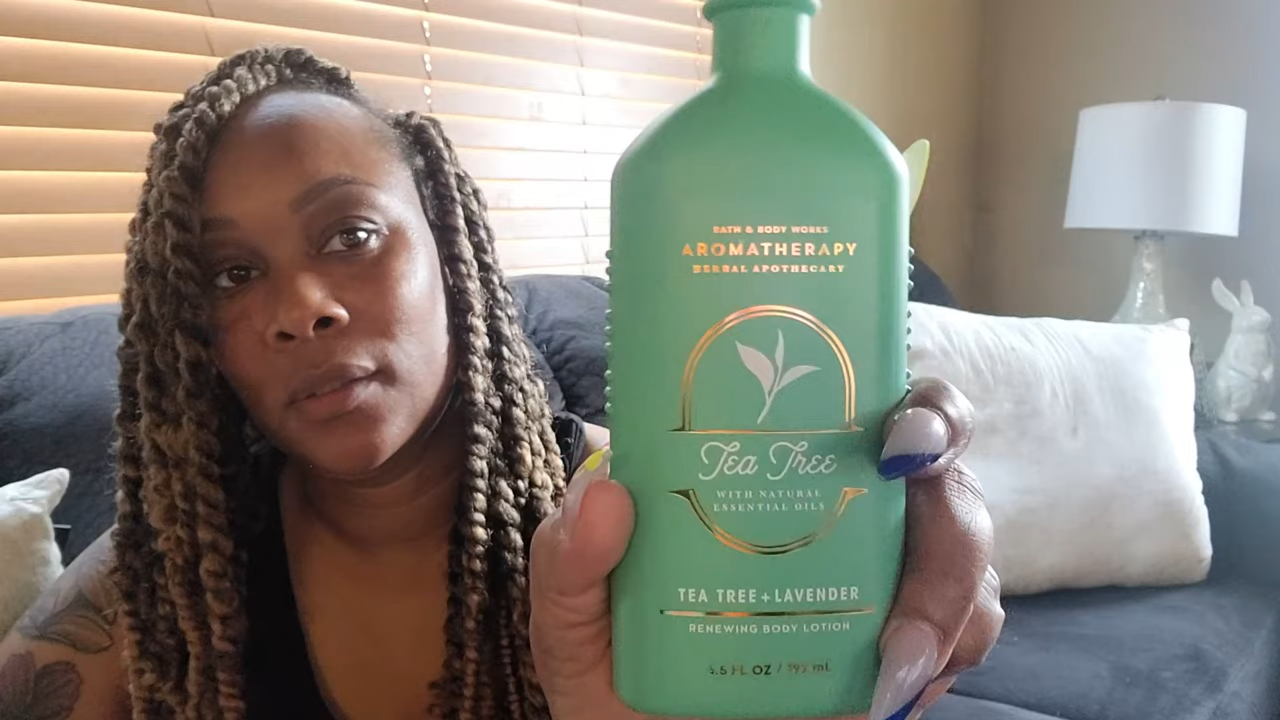 BATH & BODY WORKS
AROMATHERAPY
HERBAL APOTHECARY
Tea Tree
WITH NATURAL
ESSENTIAL OILS
TEA TREE + LAVENDER
RENEWING BODY LOTION
FL OZ / 192 mL